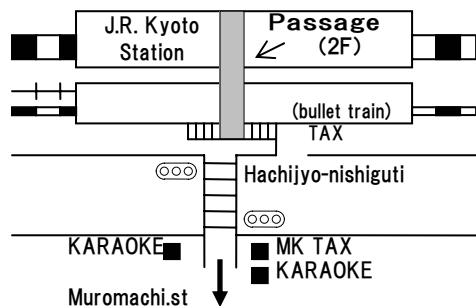 J.R. Kyoto
Station
Passage
(2F)
(bullet train)
TAX
Hachijyo-nishiguti
KARAOKE
MK TAX
KARAOKE
Muromachi.st